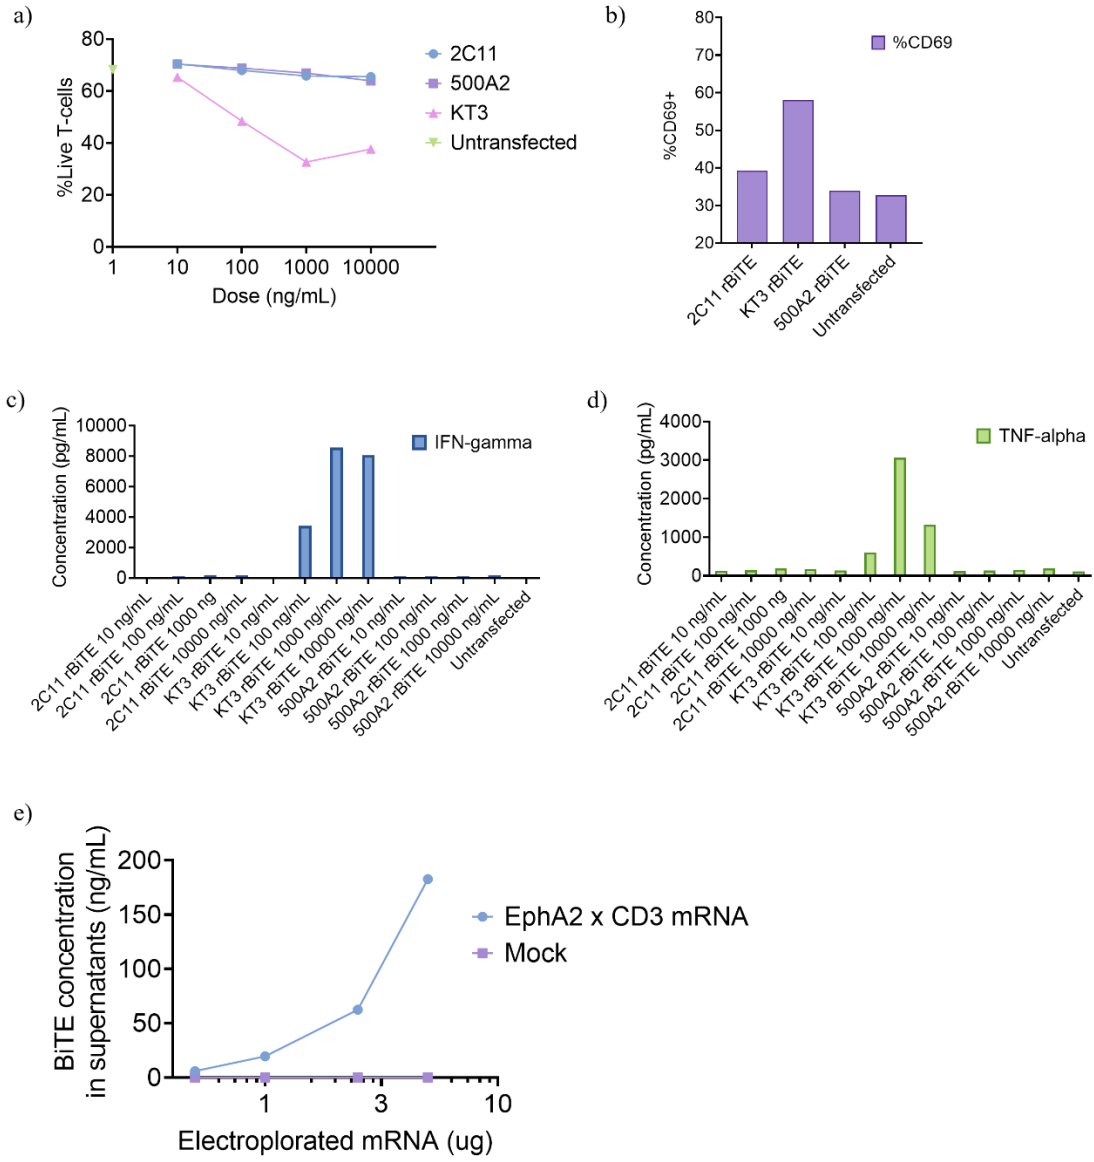 a)
80
60
40
20
0
%Live T-cells
1 10 100 1000 10000
Dose (ng/mL)
2C11
500A2
KT3
Untransfected
b)
80
70
60
50
40
30
20
%CD69+
%CD69
2C11 rBiTE
KT3 rBiTE
500A2 rBiTE
Untransfected
c)
Concentration (pg/mL)
10000
8000
6000
4000
2000
0
IFN-gamma
2C11 rBiTE 10 ng/mL
2C11 rBiTE 100 ng/mL
2C11 rBiTE 1000 ng
2C11 rBiTE 10000 ng/mL
KT3 rBiTE 10 ng/mL
KT3 rBiTE 100 ng/mL
KT3 rBiTE 1000 ng/mL
KT3 rBiTE 10000 ng/mL
500A2 rBiTE 10 ng/mL
500A2 rBiTE 100 ng/mL
500A2 rBiTE 1000 ng/mL
500A2 rBiTE 10000 ng/mL
Untransfected
d)
Concentration (pg/mL)
4000
3000
2000
1000
0
TNF-alpha
2C11 rBiTE 10 ng/mL
2C11 rBiTE 100 ng/mL
2C11 rBiTE 1000 ng
2C11 rBiTE 10000 ng/mL
KT3 rBiTE 10 ng/mL
KT3 rBiTE 100 ng/mL
KT3 rBiTE 1000 ng/mL
KT3 rBiTE 10000 ng/mL
500A2 rBiTE 10 ng/mL
500A2 rBiTE 100 ng/mL
500A2 rBiTE 1000 ng/mL
500A2 rBiTE 10000 ng/mL
Untransfected
e)
BiTE concentration
in supernatants (ng/mL)
200
150
100
50
0
1 3 10
Electroplorated mRNA (ug)
EphA2 x CD3 mRNA
Mock